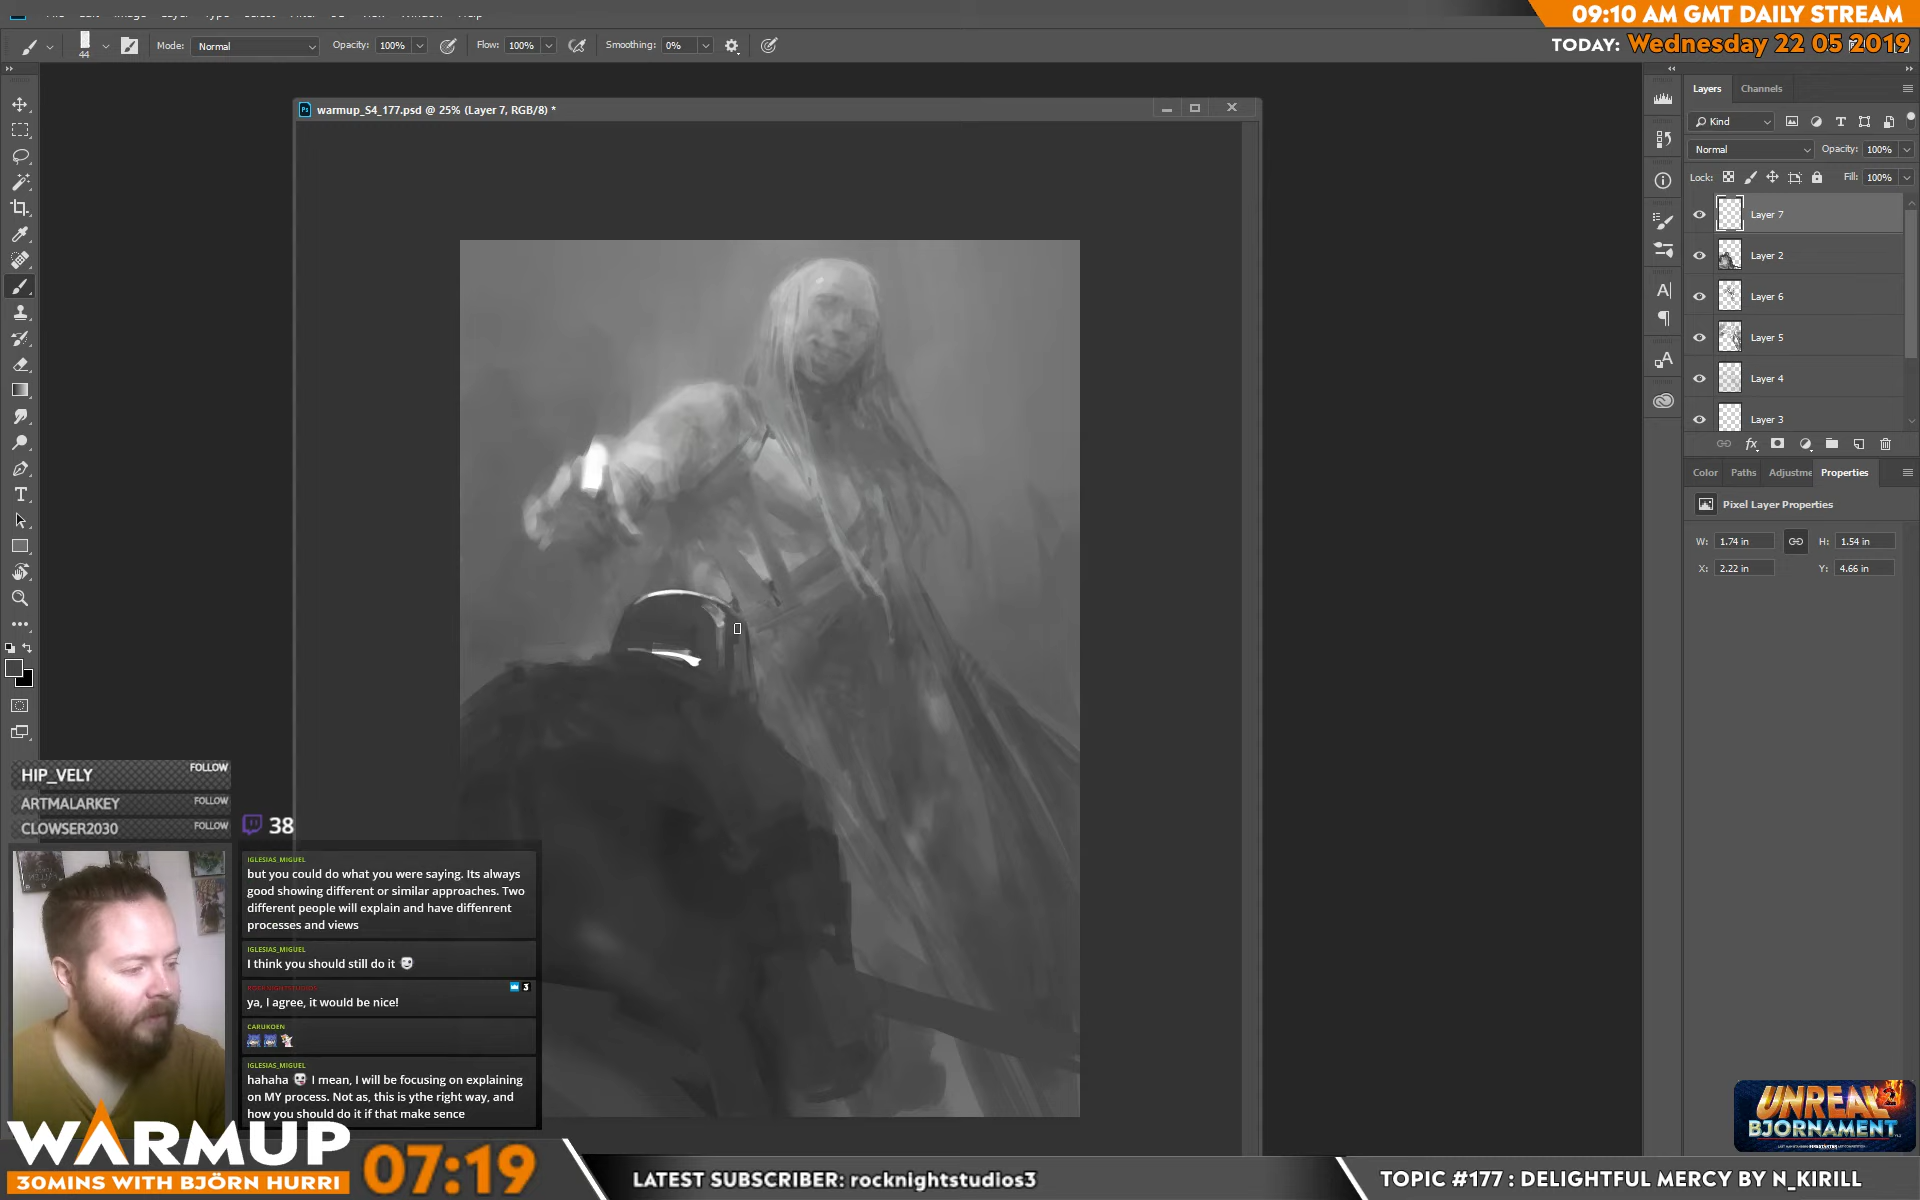 09:10 AM GMT DAILY STREAM
TODAY: Wednesday 22 05 2019
44
Mode: Normal
Opacity: 100%
Flow: 100%
Smoothing: 0%
warmup_S4_177.psd @ 25% (Layer 7, RGB/8) *
Layers
Channels
Kind
Normal
Opacity: 100%
Lock:
Fill: 100%
Layer 7
Layer 2
Layer 6
Layer 5
Layer 4
Layer 3
Color
Paths
Adjustme
Properties
Pixel Layer Properties
W: 1.74 in
H: 1.54 in
X: 2.22 in
Y: 4.66 in
HIP_VELY FOLLOW
ARTMALARKEY FOLLOW
CLOWSER2030 FOLLOW
38
IGLESIAS_MIGUEL
but you could do what you were saying. Its always
good showing different or similar approaches. Two
different people will explain and have diffenrent
processes and views
IGLESIAS_MIGUEL
I think you should still do it
3
ya, I agree, it would be nice!
CARUKOEN
IGLESIAS_MIGUEL
hahaha I mean, I will be focusing on explaining
on MY process. Not as, this is ythe right way, and
how you should do it if that make sence
WARMUP
30MINS WITH BJÖRN HURRI
07:19
LATEST SUBSCRIBER: rocknightstudios3
UNREAL 2
BJORNAMENT
TOPIC #177 : DELIGHTFUL MERCY BY N_KIRILL